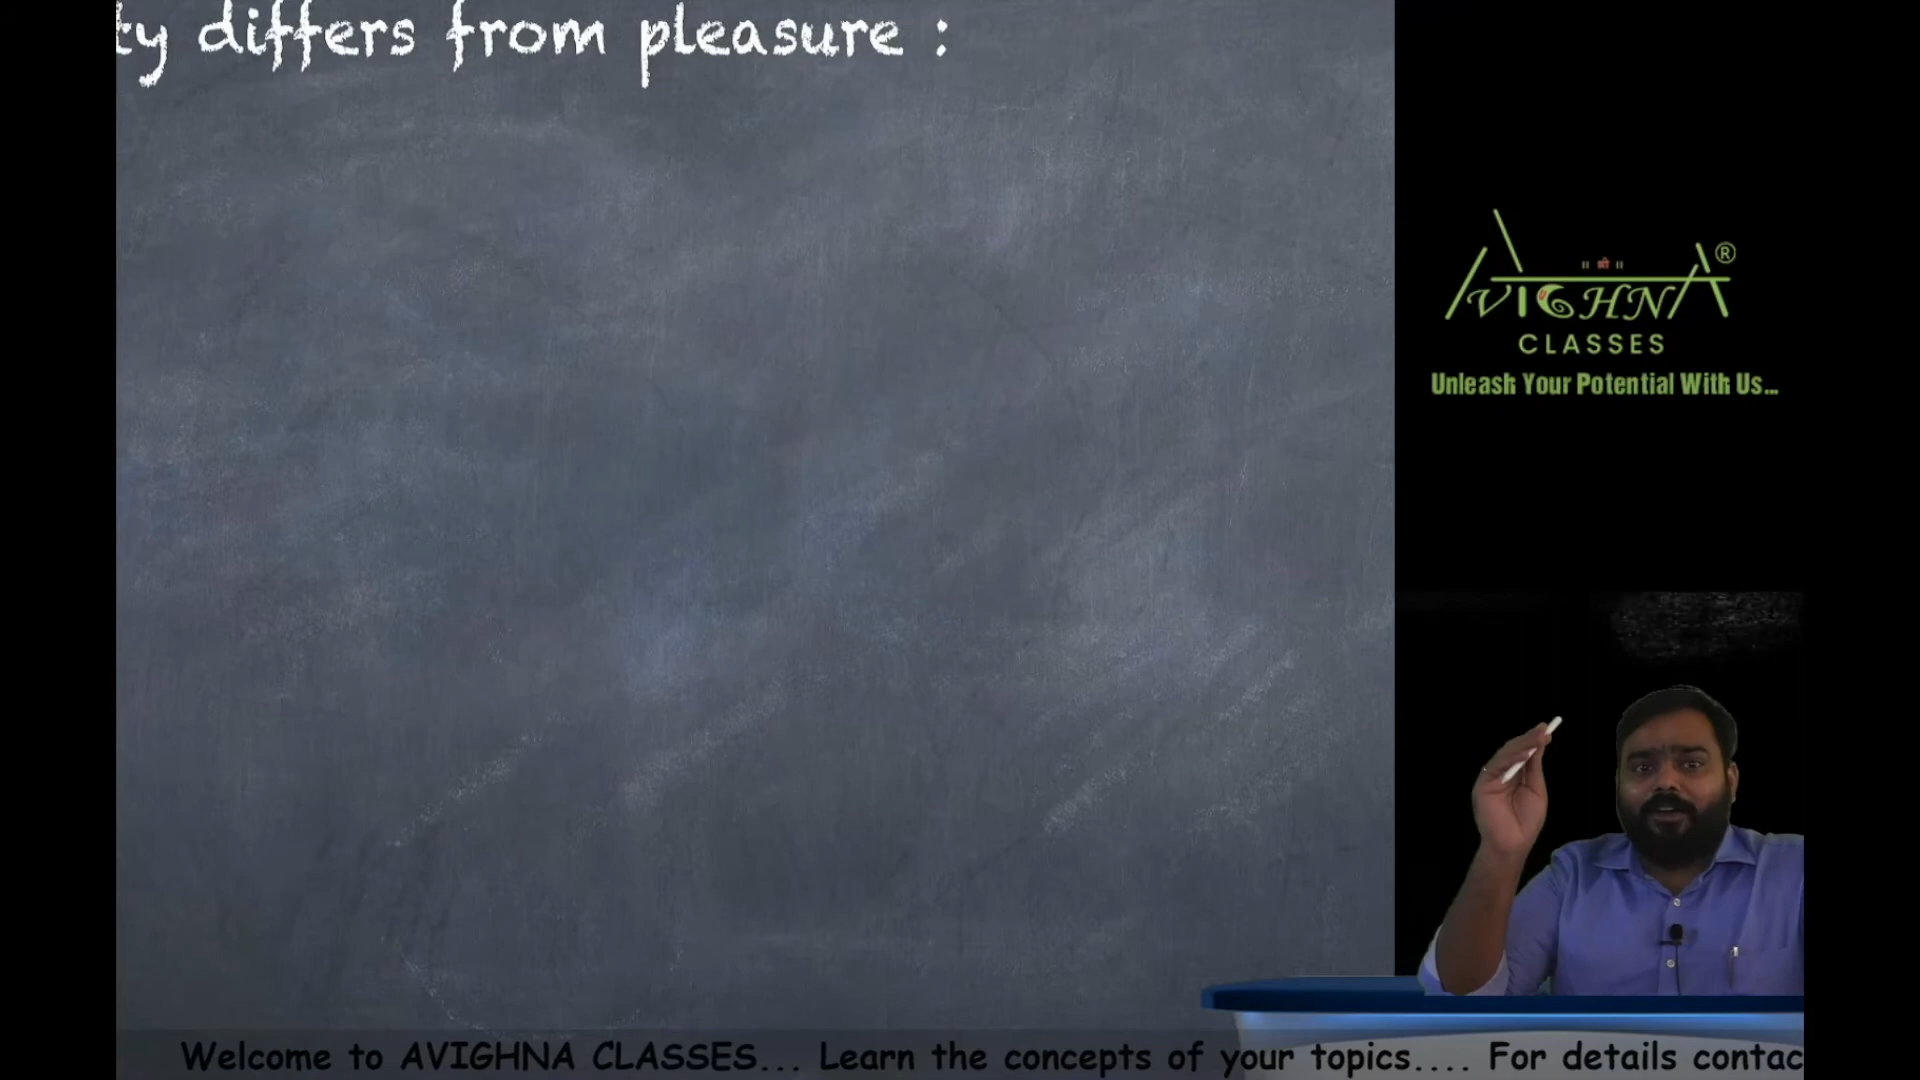 ty differs from pleasure :
॥ श्री ॥
AVIGHNA ®
CLASSES
Unleash Your Potential With Us...
Welcome to AVIGHNA CLASSES... Learn the concepts of your topics.... For details contac